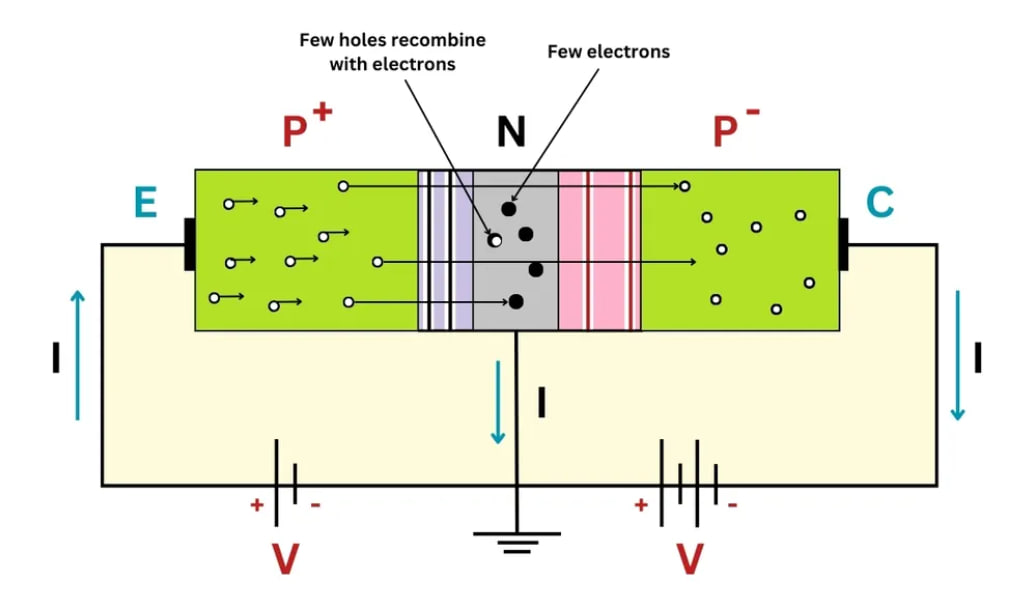 Few holes recombine
with electrons
Few electrons
P+
N
P-
E
C
I
I
I
+ -
+ -
V
V